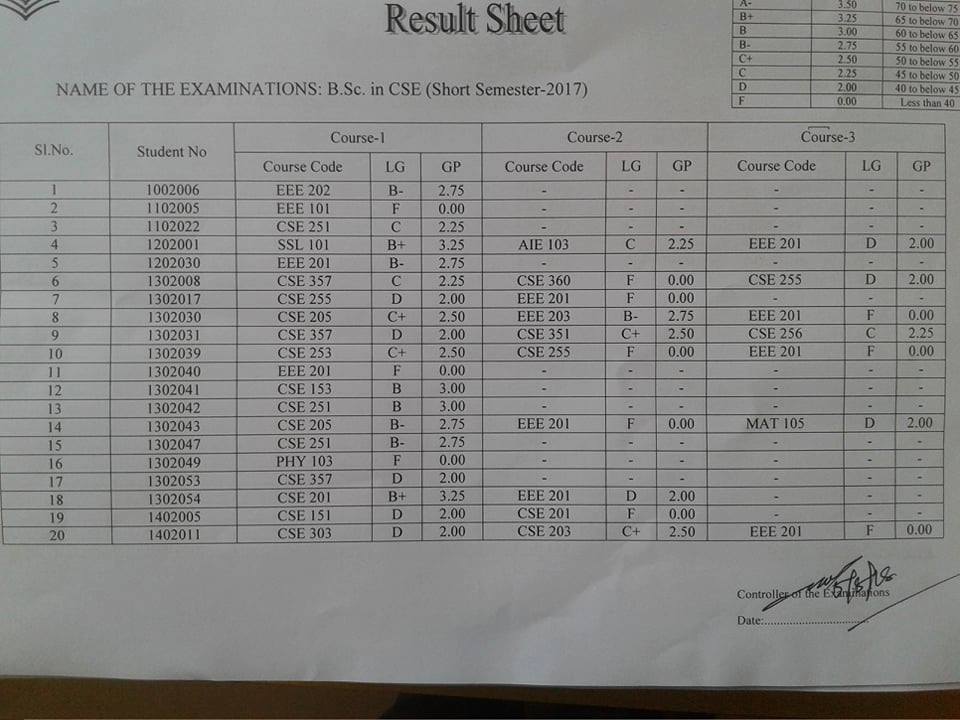 Result Sheet
A- 3.50 70 to below 75
B+ 3.25 65 to below 70
B 3.00 60 to below 65
B- 2.75 55 to below 60
C+ 2.50 50 to below 55
C 2.25 45 to below 50
D 2.00 40 to below 45
F 0.00 Less than 40
NAME OF THE EXAMINATIONS: B.Sc. in CSE (Short Semester-2017)
Sl.No. Student No Course-1 Course-2 Course-3
Course Code LG GP Course Code LG GP Course Code LG GP
1 1002006 EEE 202 B- 2.75 - - - - - -
2 1102005 EEE 101 F 0.00 - - - - - -
3 1102022 CSE 251 C 2.25 - - - - - -
4 1202001 SSL 101 B+ 3.25 AIE 103 C 2.25 EEE 201 D 2.00
5 1202030 EEE 201 B- 2.75 - - - - - -
6 1302008 CSE 357 C 2.25 CSE 360 F 0.00 CSE 255 D 2.00
7 1302017 CSE 255 D 2.00 EEE 201 F 0.00 - - -
8 1302030 CSE 205 C+ 2.50 EEE 203 B- 2.75 EEE 201 F 0.00
9 1302031 CSE 357 D 2.00 CSE 351 C+ 2.50 CSE 256 C 2.25
10 1302039 CSE 253 C+ 2.50 CSE 255 F 0.00 EEE 201 F 0.00
11 1302040 EEE 201 F 0.00 - - - - - -
12 1302041 CSE 153 B 3.00 - - - - - -
13 1302042 CSE 251 B 3.00 - - - - - -
14 1302043 CSE 205 B- 2.75 EEE 201 F 0.00 MAT 105 D 2.00
15 1302047 CSE 251 B- 2.75 - - - - - -
16 1302049 PHY 103 F 0.00 - - - - - -
17 1302053 CSE 357 D 2.00 - - - - - -
18 1302054 CSE 201 B+ 3.25 EEE 201 D 2.00 - - -
19 1402005 CSE 151 D 2.00 CSE 201 F 0.00 - - -
20 1402011 CSE 303 D 2.00 CSE 203 C+ 2.50 EEE 201 F 0.00
Controller of the Examinations
Date:................................